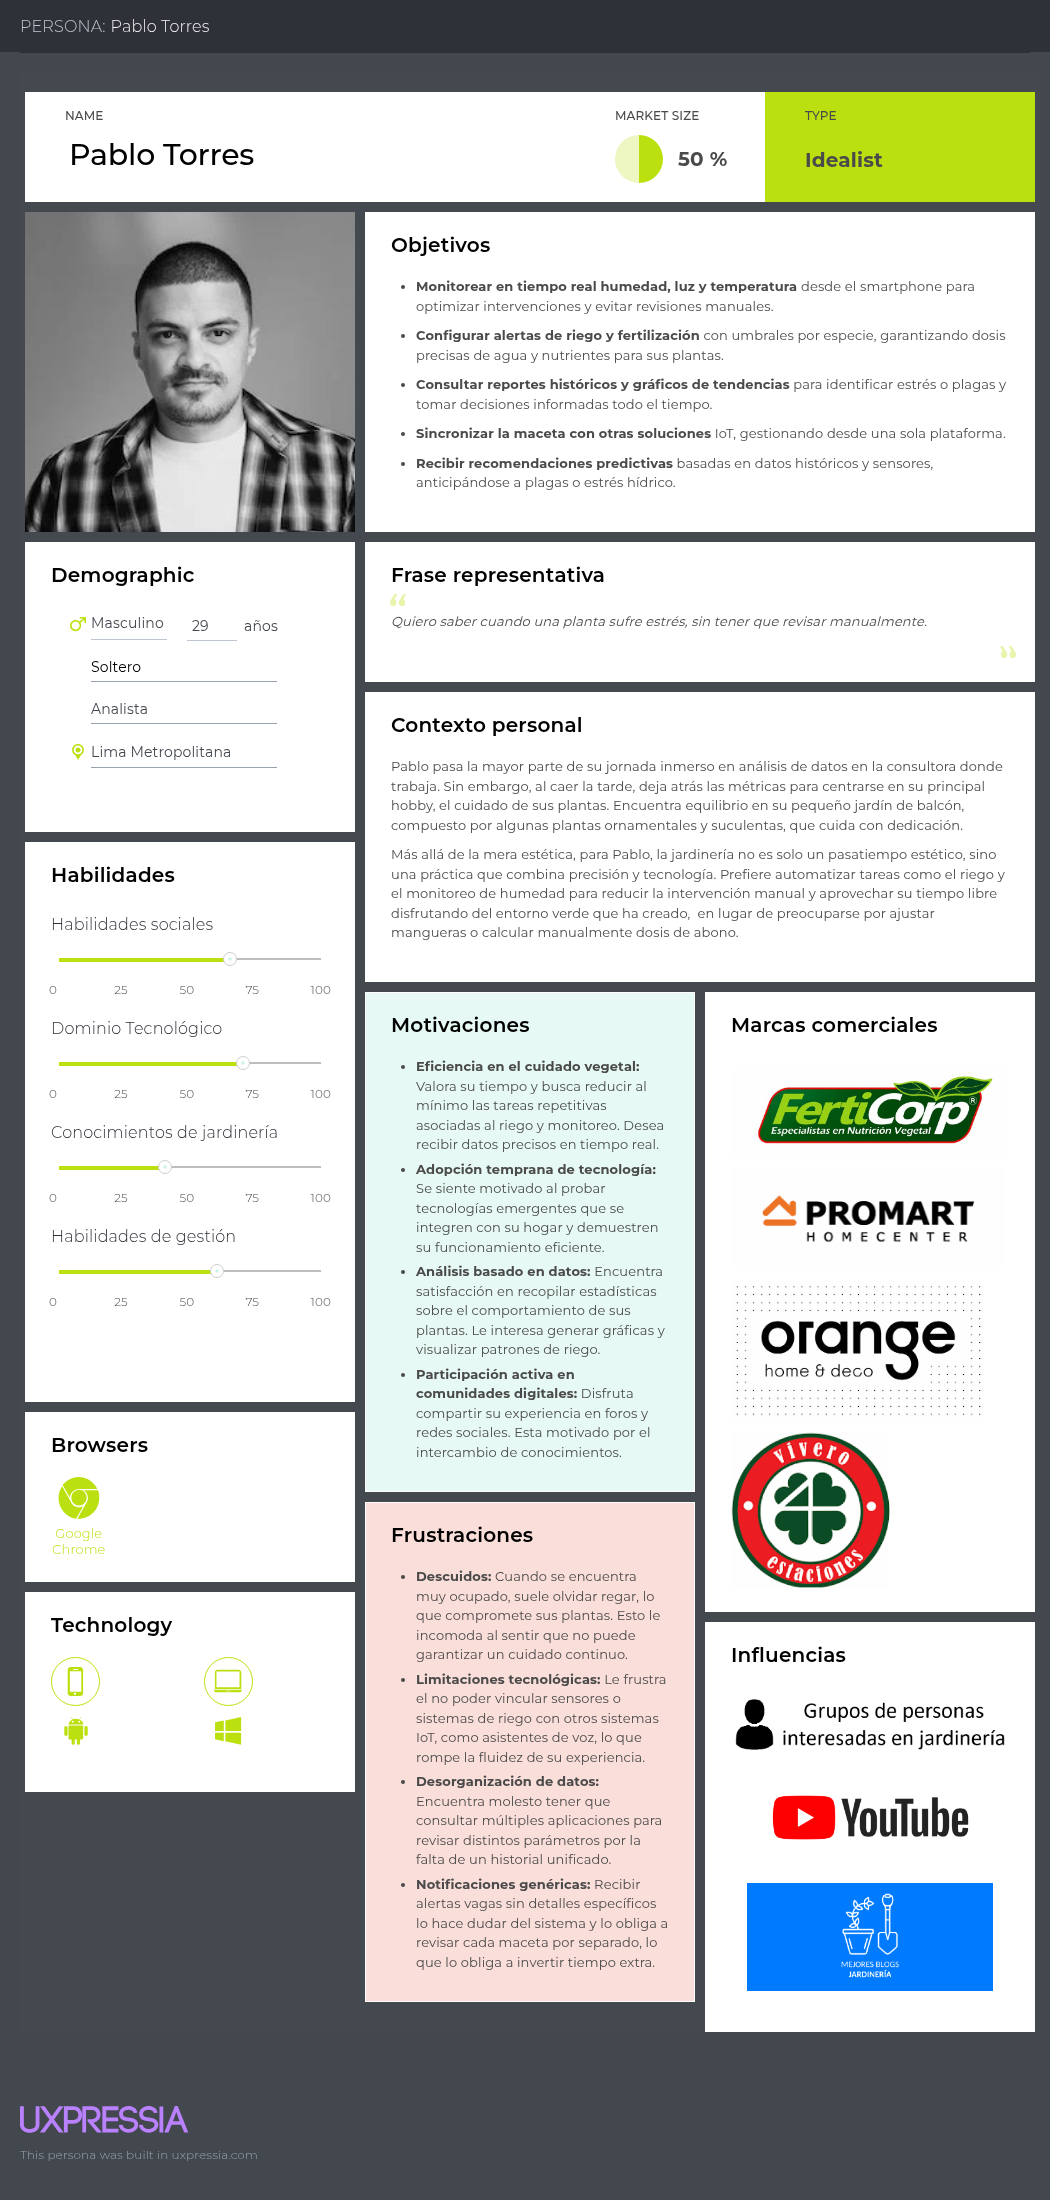 PERSONA: Pablo Torres
NAME
Pablo Torres
MARKET SIZE
50 %
TYPE
Idealist
Objetivos
• Monitorear en tiempo real humedad, luz y temperatura desde el smartphone para
optimizar intervenciones y evitar revisiones manuales.
• Configurar alertas de riego y fertilización con umbrales por especie, garantizando dosis
precisas de agua y nutrientes para sus plantas.
• Consultar reportes históricos y gráficos de tendencias para identificar estrés o plagas y
tomar decisiones informadas todo el tiempo.
• Sincronizar la maceta con otras soluciones IoT, gestionando desde una sola plataforma.
• Recibir recomendaciones predictivas basadas en datos históricos y sensores,
anticipándose a plagas o estrés hídrico.
Demographic
Masculino 29 años
Soltero
Analista
Lima Metropolitana
Frase representativa
“
Quiero saber cuando una planta sufre estrés, sin tener que revisar manualmente.
”
Contexto personal
Pablo pasa la mayor parte de su jornada inmerso en análisis de datos en la consultora donde
trabaja. Sin embargo, al caer la tarde, deja atrás las métricas para centrarse en su principal
hobby, el cuidado de sus plantas. Encuentra equilibrio en su pequeño jardín de balcón,
compuesto por algunas plantas ornamentales y suculentas, que cuida con dedicación.
Más allá de la mera estética, para Pablo, la jardinería no es solo un pasatiempo estético, sino
una práctica que combina precisión y tecnología. Prefiere automatizar tareas como el riego y
el monitoreo de humedad para reducir la intervención manual y aprovechar su tiempo libre
disfrutando del entorno verde que ha creado, en lugar de preocuparse por ajustar
mangueras o calcular manualmente dosis de abono.
Habilidades
Habilidades sociales
0 25 50 75 100
Dominio Tecnológico
0 25 50 75 100
Conocimientos de jardinería
0 25 50 75 100
Habilidades de gestión
0 25 50 75 100
Browsers
Google
Chrome
Technology
Motivaciones
• Eficiencia en el cuidado vegetal:
Valora su tiempo y busca reducir al
mínimo las tareas repetitivas
asociadas al riego y monitoreo. Desea
recibir datos precisos en tiempo real.
• Adopción temprana de tecnología:
Se siente motivado al probar
tecnologías emergentes que se
integren con su hogar y demuestren
su funcionamiento eficiente.
• Análisis basado en datos: Encuentra
satisfacción en recopilar estadísticas
sobre el comportamiento de sus
plantas. Le interesa generar gráficas y
visualizar patrones de riego.
• Participación activa en
comunidades digitales: Disfruta
compartir su experiencia en foros y
redes sociales. Esta motivado por el
intercambio de conocimientos.
Frustraciones
• Descuidos: Cuando se encuentra
muy ocupado, suele olvidar regar, lo
que compromete sus plantas. Esto le
incomoda al sentir que no puede
garantizar un cuidado continuo.
• Limitaciones tecnológicas: Le frustra
el no poder vincular sensores o
sistemas de riego con otros sistemas
IoT, como asistentes de voz, lo que
rompe la fluidez de su experiencia.
• Desorganización de datos:
Encuentra molesto tener que
consultar múltiples aplicaciones para
revisar distintos parámetros por la
falta de un historial unificado.
• Notificaciones genéricas: Recibir
alertas vagas sin detalles específicos
lo hace dudar del sistema y lo obliga a
revisar cada maceta por separado, lo
que lo obliga a invertir tiempo extra.
Marcas comerciales
FertiCorp®
Especialistas en Nutrición Vegetal
PROMART
HOMECENTER
orange
home & deco
vivero
4
estaciones
Influencias
Grupos de personas
interesadas en jardinería
YouTube
MEJORES BLOGS
JARDINERÍA
UXPRESSIA
This persona was built in uxpressia.com